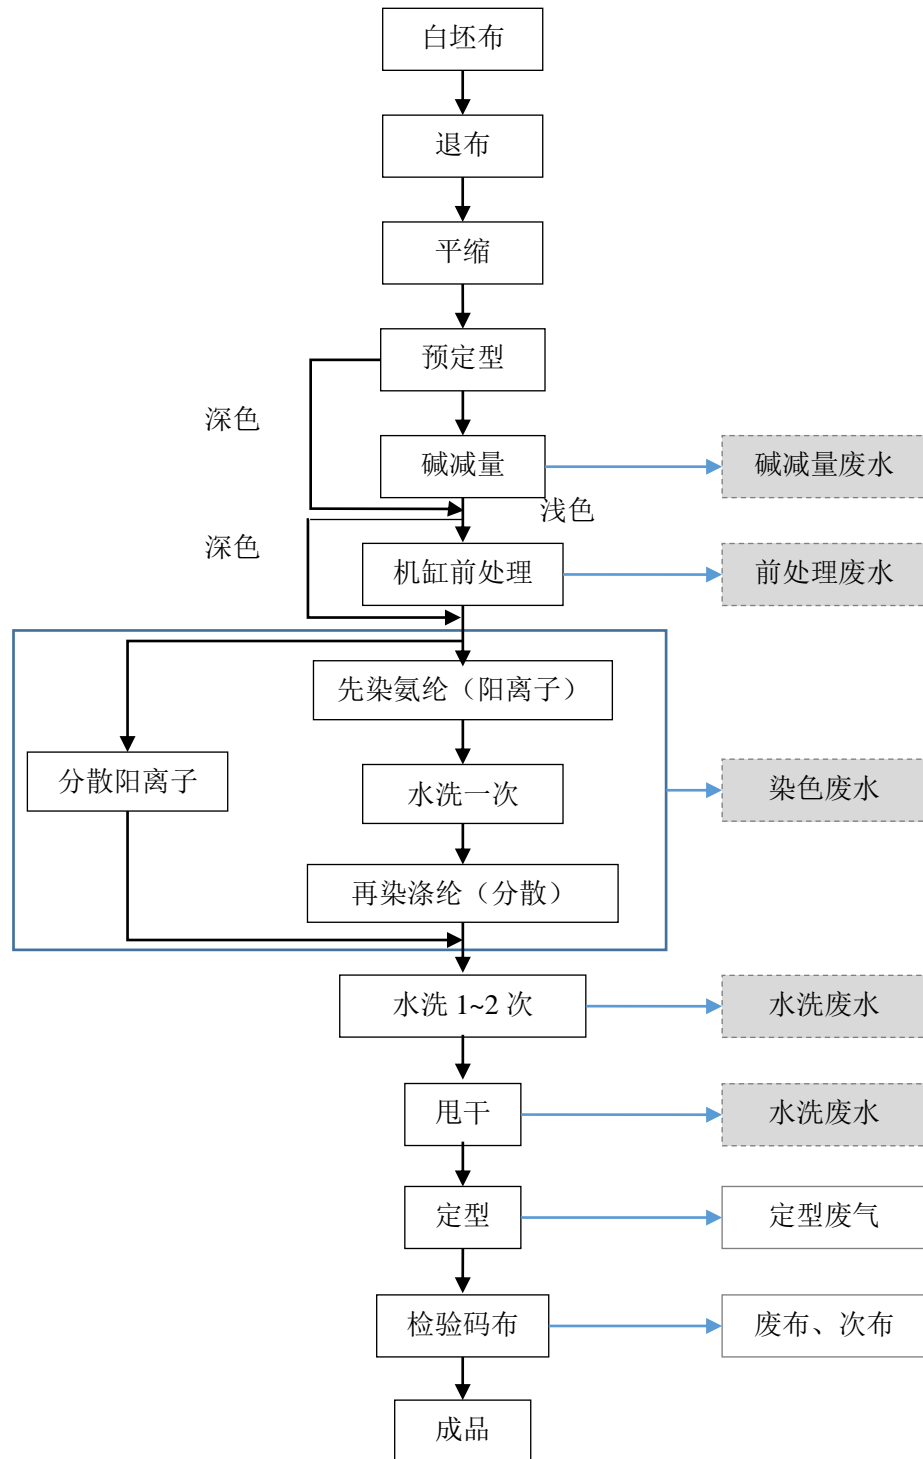 白坯布
退布
平缩
预定型
深色
碱减量
碱减量废水
浅色
深色
机缸前处理
前处理废水
先染氨纶（阳离子）
分散阳离子
水洗一次
染色废水
再染涤纶（分散）
水洗 1~2 次
水洗废水
甩干
水洗废水
定型
定型废气
检验码布
废布、次布
成品